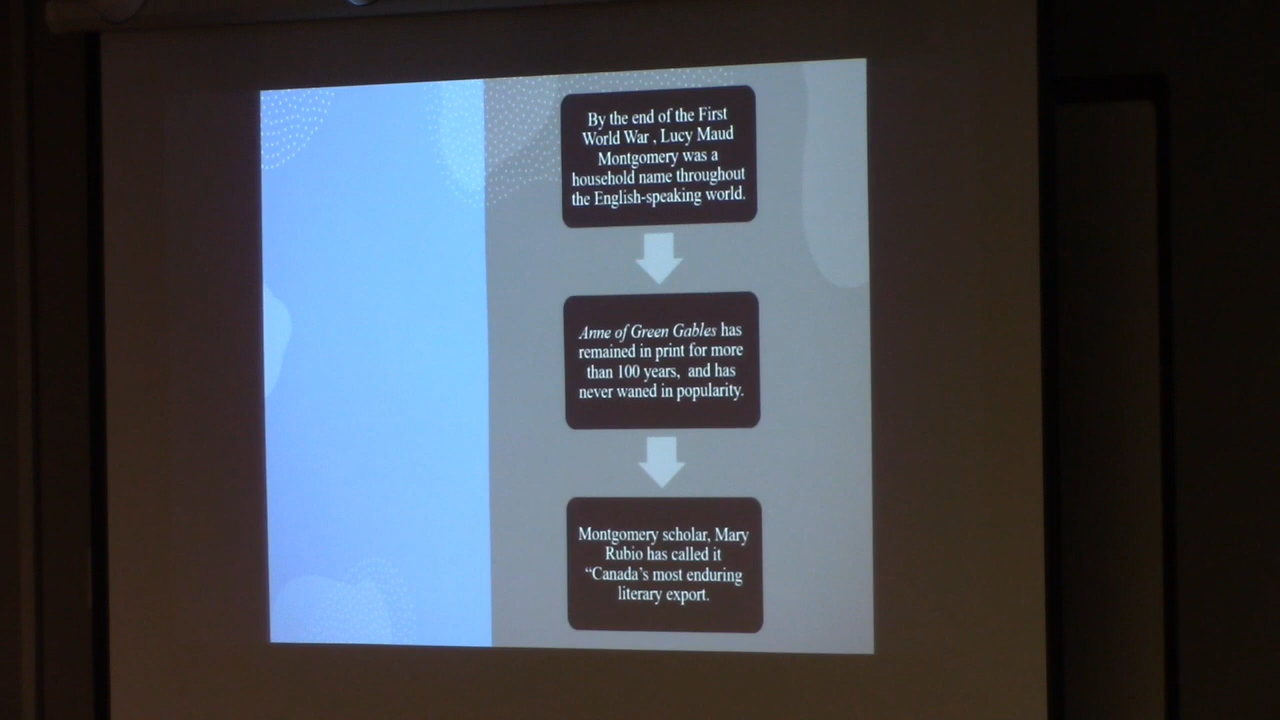 By the end of the First
World War , Lucy Maud
Montgomery was a
household name throughout
the English-speaking world.
Anne of Green Gables has
remained in print for more
than 100 years, and has
never waned in popularity.
Montgomery scholar, Mary
Rubio has called it
“Canada’s most enduring
literary export.